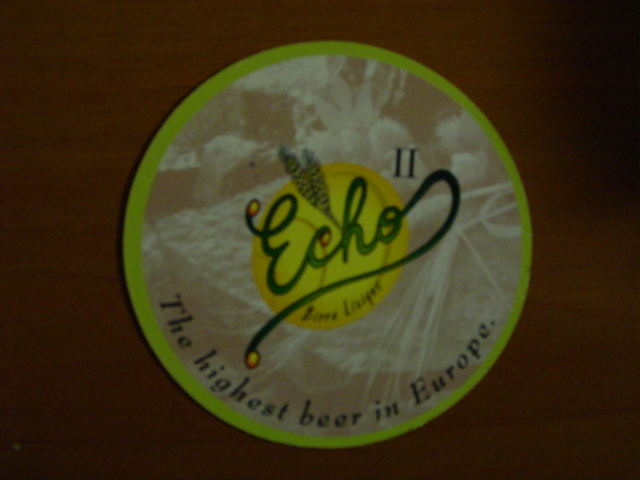 II
Echo
Birra Livigno
The highest beer in Europe.